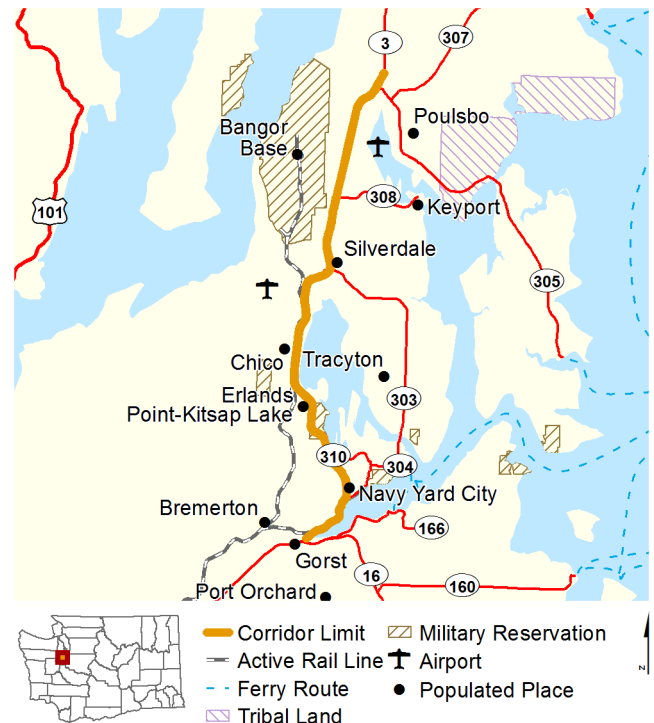 3
307
Poulsbo
Bangor
Base
101
308
Keyport
Silverdale
305
Chico
Tracyton
Erlands
Point-Kitsap Lake
303
310
304
Navy Yard City
Bremerton
166
Gorst
16
160
Port Orchard
Corridor Limit
Military Reservation
Active Rail Line
Airport
Ferry Route
Populated Place
Tribal Land
N